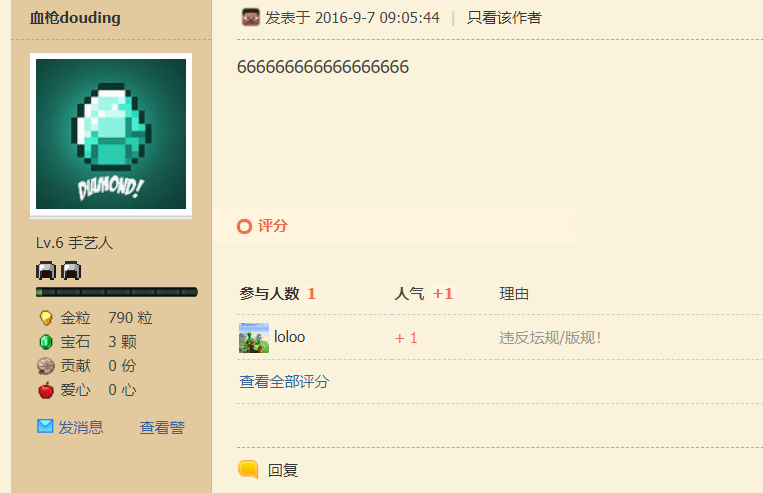 血枪douding
发表于 2016-9-7 09:05:44 | 只看该作者
666666666666666666
DIAMOND!
评分
Lv.6 手艺人
参与人数 1 人气 +1 理由
金粒 790 粒
loloo + 1 违反坛规/版规!
宝石 3 颗
贡献 0 份
查看全部评分
爱心 0 心
发消息 查看警
回复